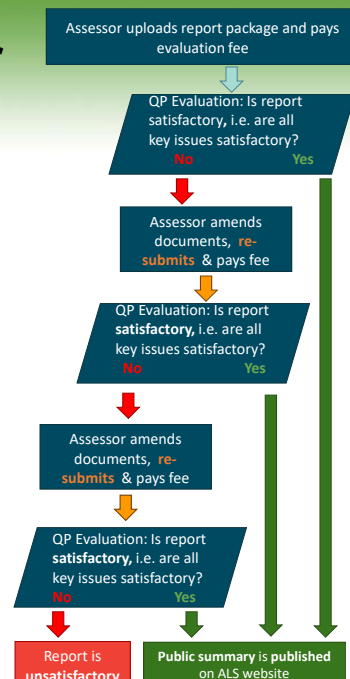 Assessor uploads report package and pays
evaluation fee
QP Evaluation: Is report
satisfactory, i.e. are all
key issues satisfactory?
No Yes
Assessor amends
documents, re-
submits & pays fee
QP Evaluation: Is report
satisfactory, i.e. are all
key issues satisfactory?
No Yes
Assessor amends
documents, re-
submits & pays fee
QP Evaluation: Is report
satisfactory, i.e. are all
key issues satisfactory?
No Yes
Report is
unsatisfactory
Public summary is published
on ALS website